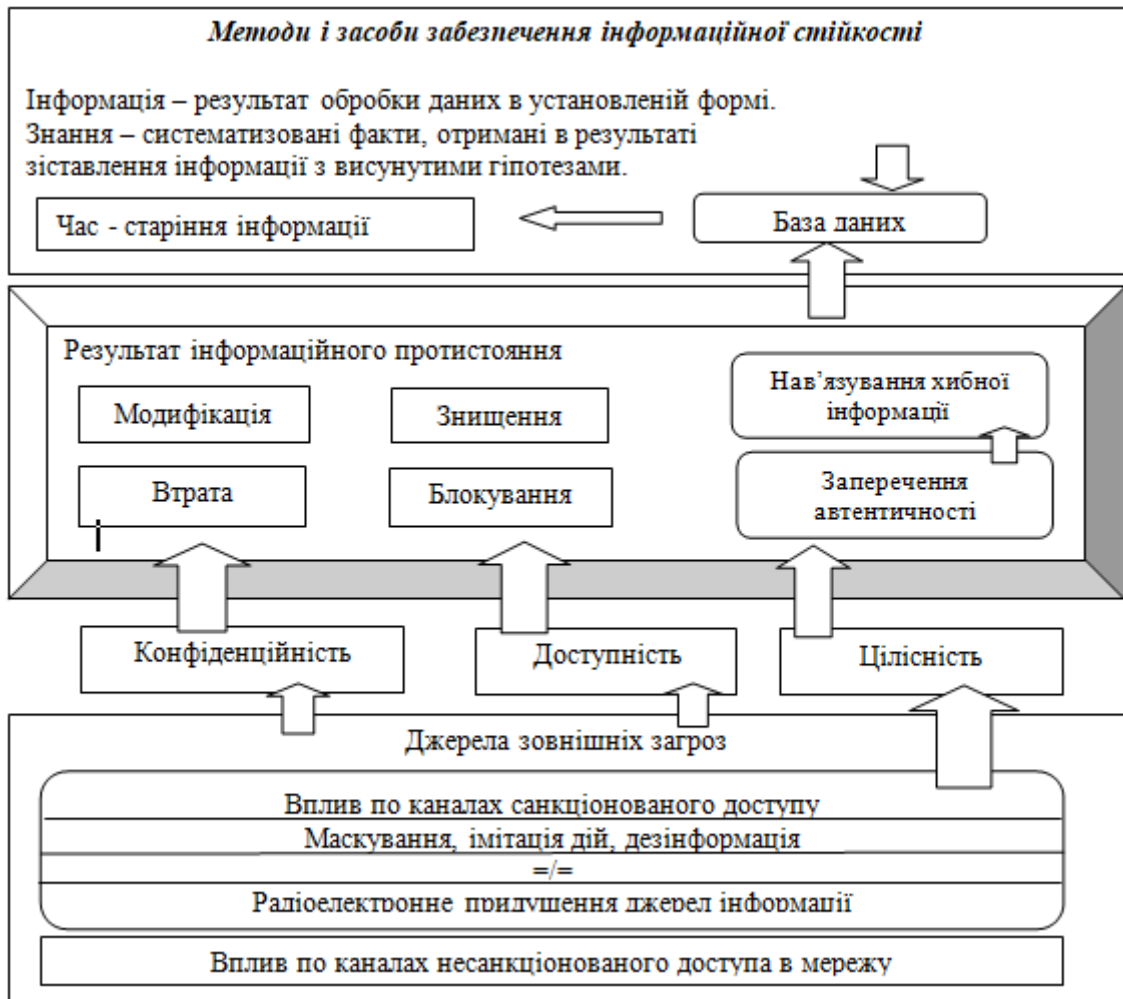 Методи і засоби забезпечення інформаційної стійкості
Інформація – результат обробки даних в установленій формі.
Знання – систематизовані факти, отримані в результаті
зіставлення інформації з висунутими гіпотезами.
Час - старіння інформації
База даних
Результат інформаційного протистояння
Модифікація
Знищення
Нав’язування хибної
інформації
Втрата
Блокування
Заперечення
автентичності
Конфіденційність
Доступність
Цілісність
Джерела зовнішніх загроз
Вплив по каналах санкціонованого доступу
Маскування, імітація дій, дезінформація
=/=
Радіоелектронне придушення джерел інформації
Вплив по каналах несанкціонованого доступа в мережу